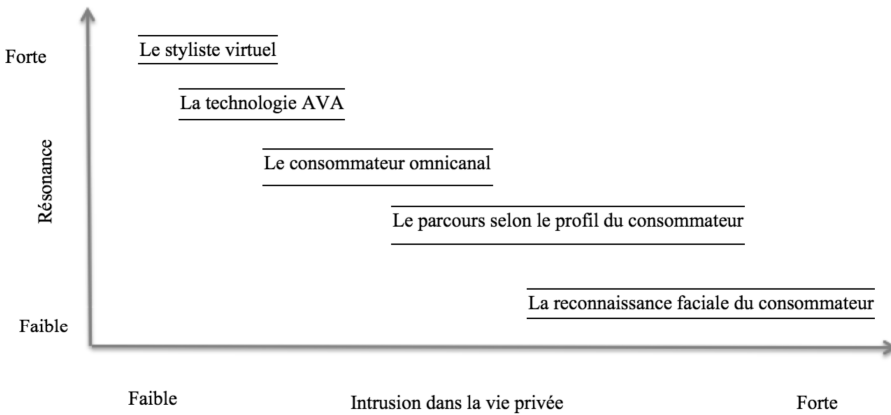 Forte
Le styliste virtuel
La technologie AVA
Le consommateur omnicanal
Résonance
Le parcours selon le profil du consommateur
La reconnaissance faciale du consommateur
Faible
Faible
Intrusion dans la vie privée
Forte